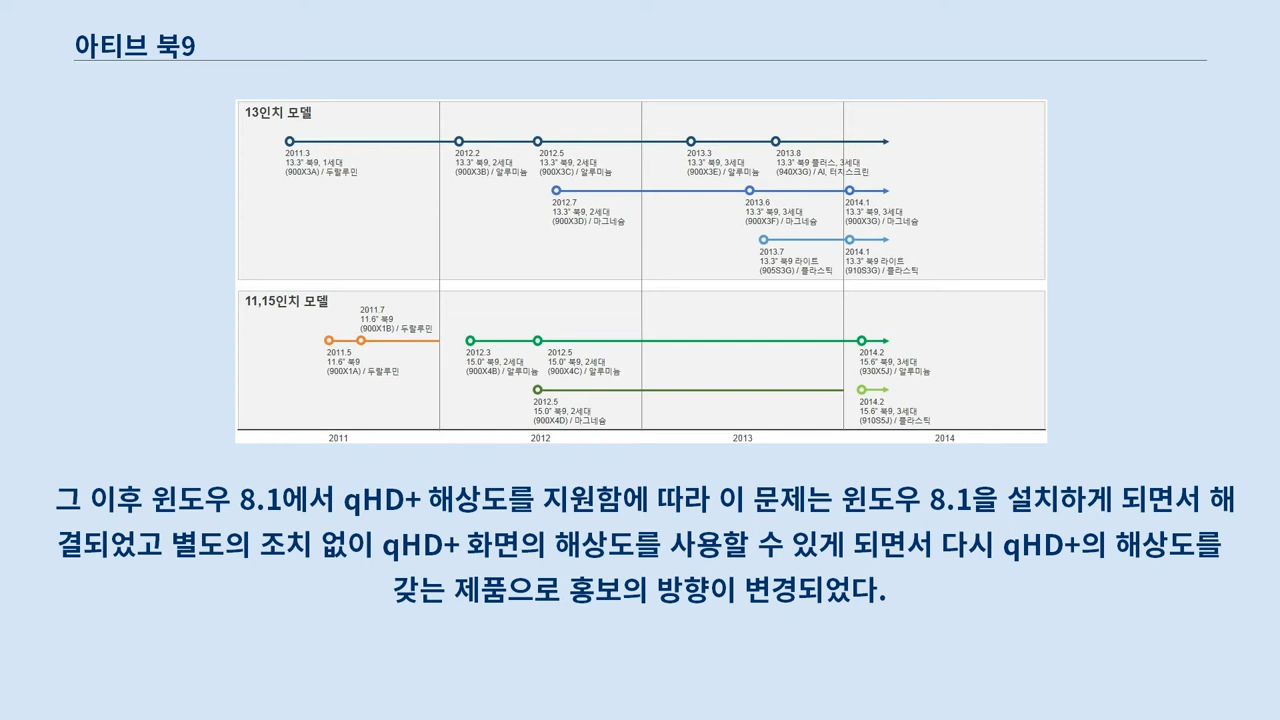 아티브 북9
13인치 모델
2011.3
13.3" 북9, 1세대
(900X3A) / 두랄루민
2012.2
13.3" 북9, 2세대
(900X3B) / 알루미늄
2012.5
13.3" 북9, 2세대
(900X3C) / 알루미늄
2013.3
13.3" 북9, 3세대
(900X3E) / 알루미늄
2013.8
13.3" 북9 플러스, 3세대
(940X3G) / Al, 터치스크린
2012.7
13.3" 북9, 2세대
(900X3D) / 마그네슘
2013.6
13.3" 북9, 3세대
(900X3F) / 마그네슘
2014.1
13.3" 북9, 3세대
(900X3G) / 마그네슘
2013.7
13.3" 북9 라이트
(905S3G) / 플라스틱
2014.1
13.3" 북9 라이트
(910S3G) / 플라스틱
11,15인치 모델
2011.7
11.6" 북9
(900X1B) / 두랄루민
2011.5
11.6" 북9
(900X1A) / 두랄루민
2012.3
15.0" 북9, 2세대
(900X4B) / 알루미늄
2012.5
15.0" 북9, 2세대
(900X4C) / 알루미늄
2014.2
15.6" 북9, 3세대
(930X5J) / 알루미늄
2012.5
15.0" 북9, 2세대
(900X4D) / 마그네슘
2014.2
15.6" 북9, 3세대
(910S5J) / 플라스틱
2011
2012
2013
2014
그 이후 윈도우 8.1에서 qHD+ 해상도를 지원함에 따라 이 문제는 윈도우 8.1을 설치하게 되면서 해
결되었고 별도의 조치 없이 qHD+ 화면의 해상도를 사용할 수 있게 되면서 다시 qHD+의 해상도를
갖는 제품으로 홍보의 방향이 변경되었다.